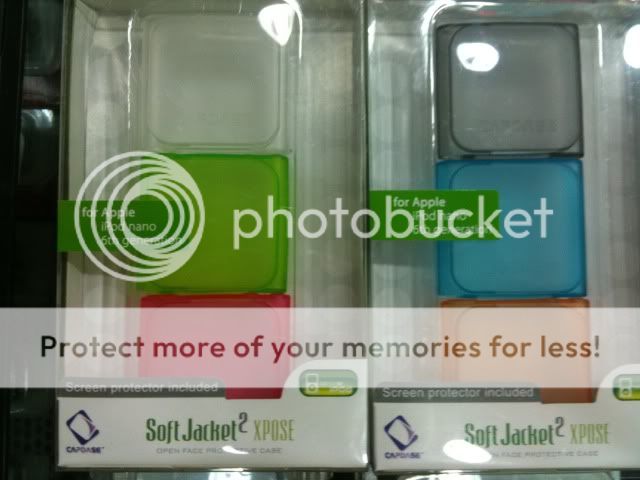 for Apple
iPod nano
6th generation
for Apple
iPod nano
6th generation
photobucket
Protect more of your memories for less!
Screen protector included
Screen protector included
CAPDASE
Soft Jacket² XPOSE
OPEN FACE PROTECTIVE CASE
CAPDASE
Soft Jacket² XPOSE
OPEN FACE PROTECTIVE CASE